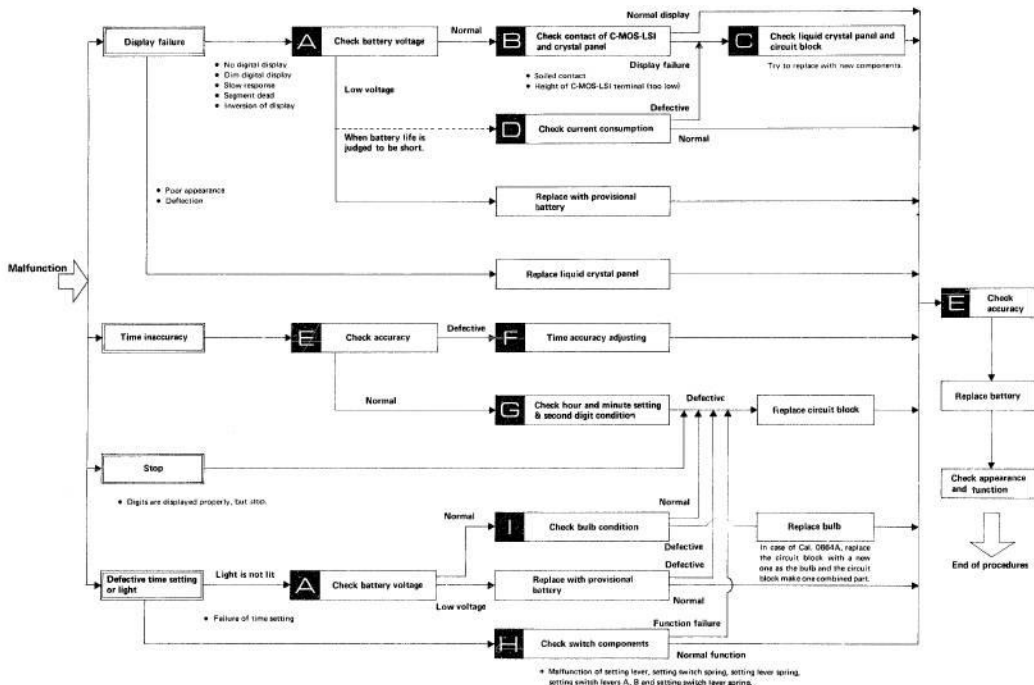 Malfunction
Display failure
• No digital display
• Dim digital display
• Slow response
• Segment dead
• Inversion of display
• Poor appearance
• Deflection
A
Check battery voltage
Normal
Low voltage
When battery life is
judged to be short.
B
Check contact of C-MOS-LSI
and crystal panel
Normal display
Display failure
• Soiled contact
• Height of C-MOS-LSI terminal (too low)
C
Check liquid crystal panel and
circuit block
Try to replace with new components.
Defective
D
Check current consumption
Normal
Replace with provisional
battery
Replace liquid crystal panel
Time inaccuracy
E
Check accuracy
Defective
F
Time accuracy adjusting
Normal
G
Check hour and minute setting
& second digit condition
Defective
Replace circuit block
Stop
• Digits are displayed properly, but stop.
Defective time setting
or light
Light is not lit
• Failure of time setting
A
Check battery voltage
Normal
Low voltage
I
Check bulb condition
Normal
Defective
Replace bulb
In case of Cal. 0864A, replace
the circuit block with a new
one as the bulb and the circuit
block make one combined part.
Replace with provisional
battery
Defective
Normal
H
Check switch components
Function failure
Normal function
• Malfunction of setting lever, setting switch spring, setting lever spring,
setting switch levers A, B and setting switch lever spring.
E
Check
accuracy
Replace battery
Check appearance
and function
End of procedures